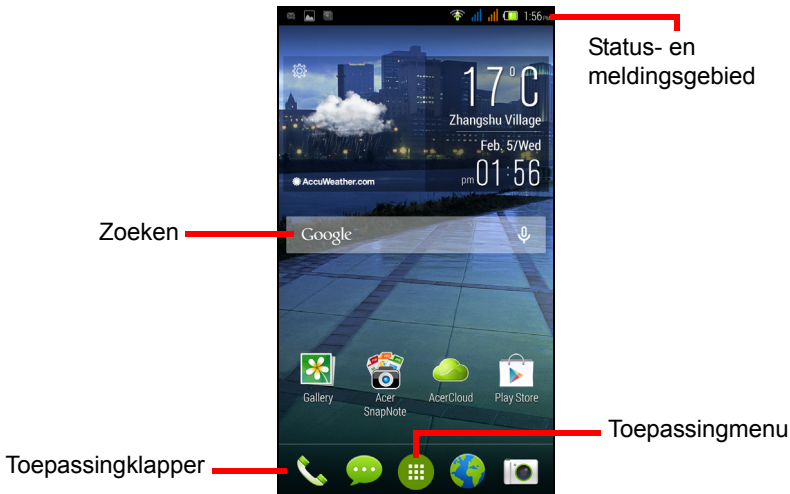 1:56PM
Status- en
meldingsgebied
17°C
Zhangshu Village
Feb, 5/Wed
pm 01:56
AccuWeather.com
Zoeken
Google
Gallery
Acer
SnapNote
AcerCloud
Play Store
Toepassingmenu
Toepassingklapper